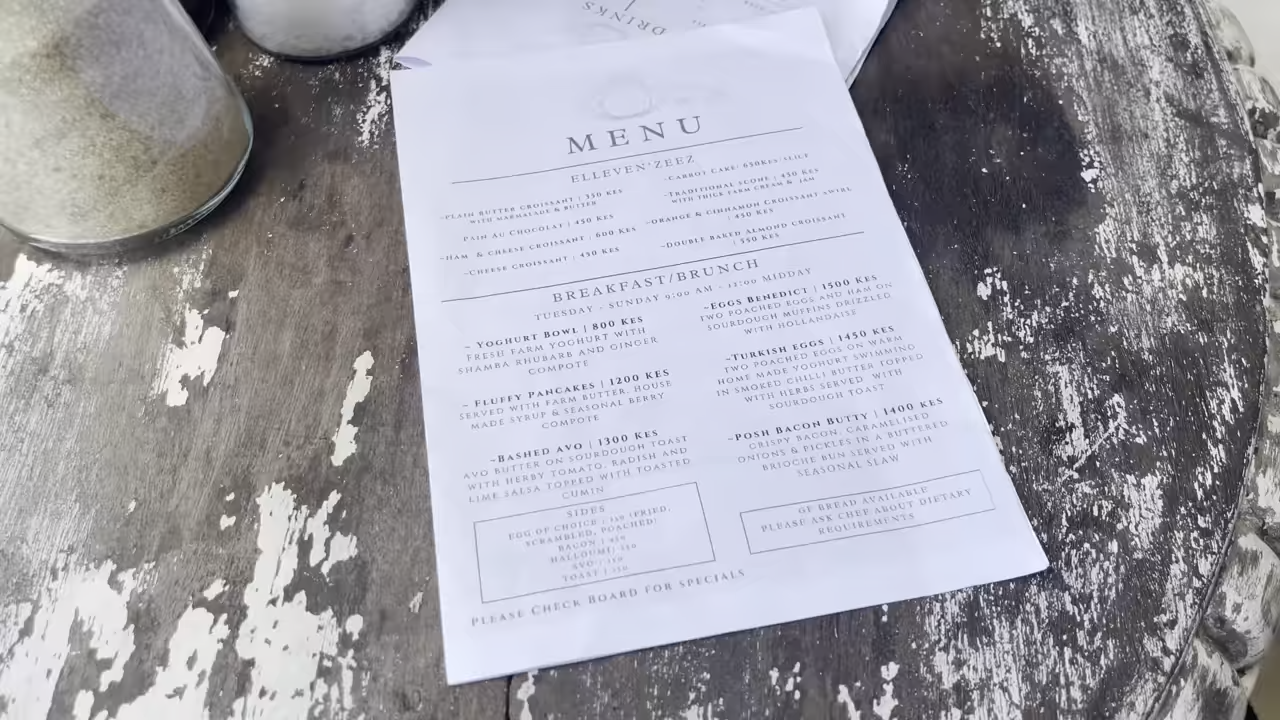 DRINKS
MENU
ELLEVEN'ZEEZ
~PLAIN BUTTER CROISSANT | 350 KES
WITH MARMALADE & BUTTER
PAIN AU CHOCOLAT | 450 KES
~HAM & CHEESE CROISSANT | 600 KES
~CHEESE CROISSANT | 450 KES
~CARROT CAKE/ 650KES/SLICE
~TRADITIONAL SCONE | 450 KES
WITH THICK FARM CREAM & JAM
~ORANGE & CINNAMON CROISSANT SWIRL
| 450 KES
~DOUBLE BAKED ALMOND CROISSANT
| 550 KES
BREAKFAST/BRUNCH
TUESDAY - SUNDAY 9:00 AM - 12:00 MIDDAY
~ YOGHURT BOWL | 800 KES
FRESH FARM YOGHURT WITH
SHAMBA RHUBARB AND GINGER
COMPOTE
~ FLUFFY PANCAKES | 1200 KES
SERVED WITH FARM BUTTER, HOUSE
MADE SYRUP & SEASONAL BERRY
COMPOTE
~BASHED AVO | 1300 KES
AVO BUTTER ON SOURDOUGH TOAST
WITH HERBY TOMATO, RADISH AND
LIME SALSA TOPPED WITH TOASTED
CUMIN
~EGGS BENEDICT | 1500 KES
TWO POACHED EGGS AND HAM ON
SOURDOUGH MUFFINS DRIZZLED
WITH HOLLANDAISE
~TURKISH EGGS | 1450 KES
TWO POACHED EGGS ON WARM
HOME MADE YOGHURT SWIMMING
IN SMOKED CHILLI BUTTER TOPPED
WITH HERBS SERVED WITH
SOURDOUGH TOAST
~POSH BACON BUTTY | 1400 KES
CRISPY BACON, CARAMELISED
ONIONS & PICKLES IN A BUTTERED
BRIOCHE BUN SERVED WITH
SEASONAL SLAW
SIDES
EGG OF CHOICE (FRIED,
SCRAMBLED, POACHED)
BACON |
HALLOUMI|
AVO |
TOAST |
GF BREAD AVAILABLE
PLEASE ASK CHEF ABOUT DIETARY
REQUIREMENTS
PLEASE CHECK BOARD FOR SPECIALS